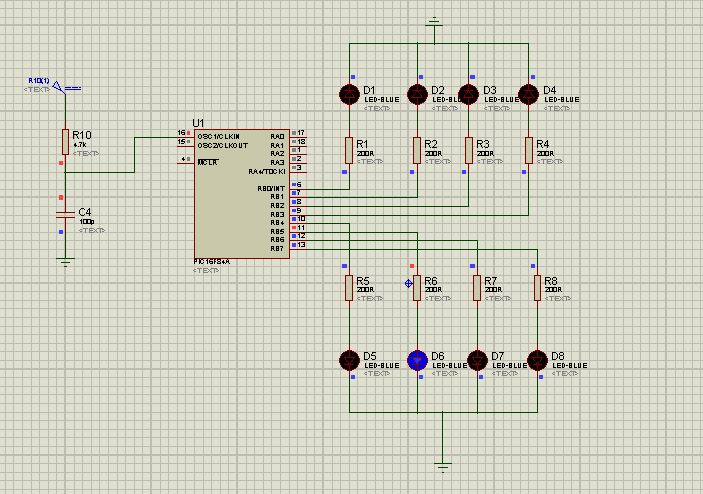 R10(1)
<TEXT>
R10
4.7k
<TEXT>
C4
100p
<TEXT>
U1
16
15
4
OSC1/CLKIN
OSC2/CLKOUT
MCLR
RA0
RA1
RA2
RA3
RA4/T0CKI
RB0/INT
RB1
RB2
RB3
RB4
RB5
RB6
RB7
17
18
1
2
3
6
7
8
9
10
11
12
13
PIC16F84A
<TEXT>
D1
LED-BLUE
<TEXT>
D2
LED-BLUE
<TEXT>
D3
LED-BLUE
<TEXT>
D4
LED-BLUE
<TEXT>
R1
200R
<TEXT>
R2
200R
<TEXT>
R3
200R
<TEXT>
R4
200R
<TEXT>
R5
200R
<TEXT>
R6
200R
<TEXT>
R7
200R
<TEXT>
R8
200R
<TEXT>
D5
LED-BLUE
<TEXT>
D6
LED-BLUE
<TEXT>
D7
LED-BLUE
<TEXT>
D8
LED-BLUE
<TEXT>